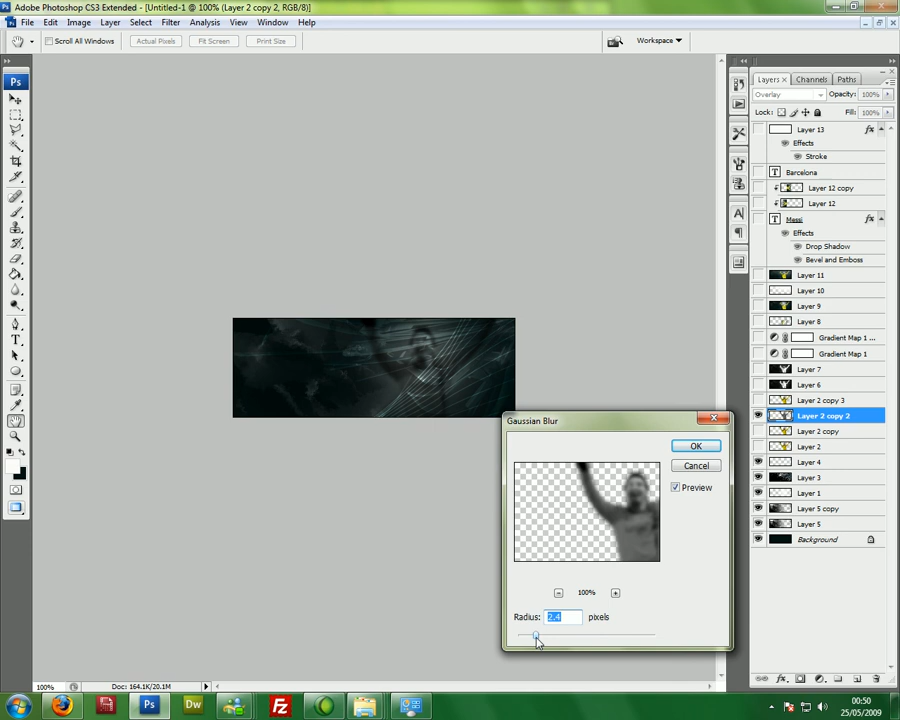 Adobe Photoshop CS3 Extended - [Untitled-1 @ 100% (Layer 2 copy 2, RGB/8)]
File Edit Image Layer Select Filter Analysis View Window Help
Scroll All Windows Actual Pixels Fit Screen Print Size Workspace
Ps
Layers Channels Paths
Overlay Opacity: 100%
Lock: Fill: 100%
Layer 13 fx
Effects
Stroke
T Barcelona
Layer 12 copy
Layer 12
T Messi fx
Effects
Drop Shadow
Bevel and Emboss
Layer 11
Layer 10
Layer 9
Layer 8
Gradient Map 1 ...
Gradient Map 1
Layer 7
Layer 6
Layer 2 copy 3
Layer 2 copy 2
Layer 2 copy
Layer 2
Layer 4
Layer 3
Layer 1
Layer 5 copy
Layer 5
Background
Gaussian Blur
OK
Cancel
Preview
100%
Radius: 2.4 pixels
100% Doc: 164.1K/20.1M
Ps Dw
00:50
25/05/2009